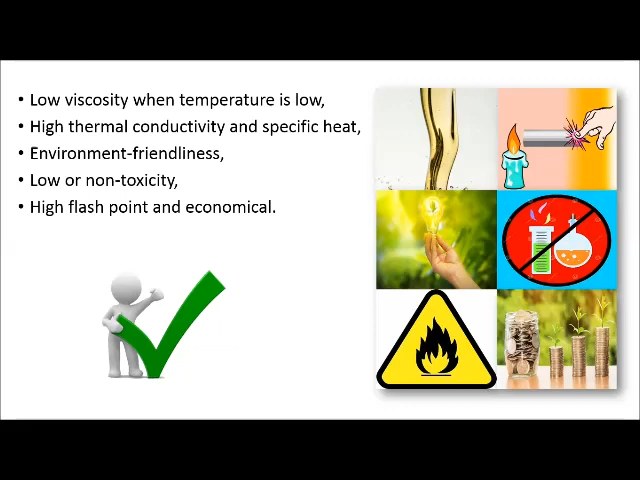 • Low viscosity when temperature is low,
• High thermal conductivity and specific heat,
• Environment-friendliness,
• Low or non-toxicity,
• High flash point and economical.